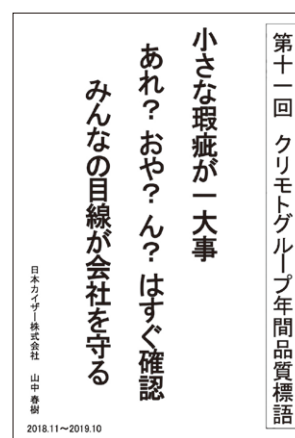 第十一回 クリモトグループ年間品質標語
小さな瑕疵が一大事
あれ？おや？ん？はすぐ確認
みんなの目線が会社を守る
日本カイザー株式会社 山中 春樹
2018.11～2019.10